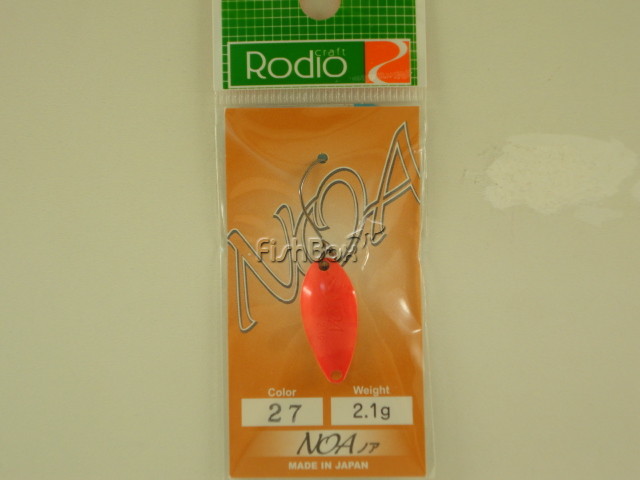 craft
Rodio
NOA
FishBoX
Color
Weight
27
2.1g
NOA ノア
MADE IN JAPAN